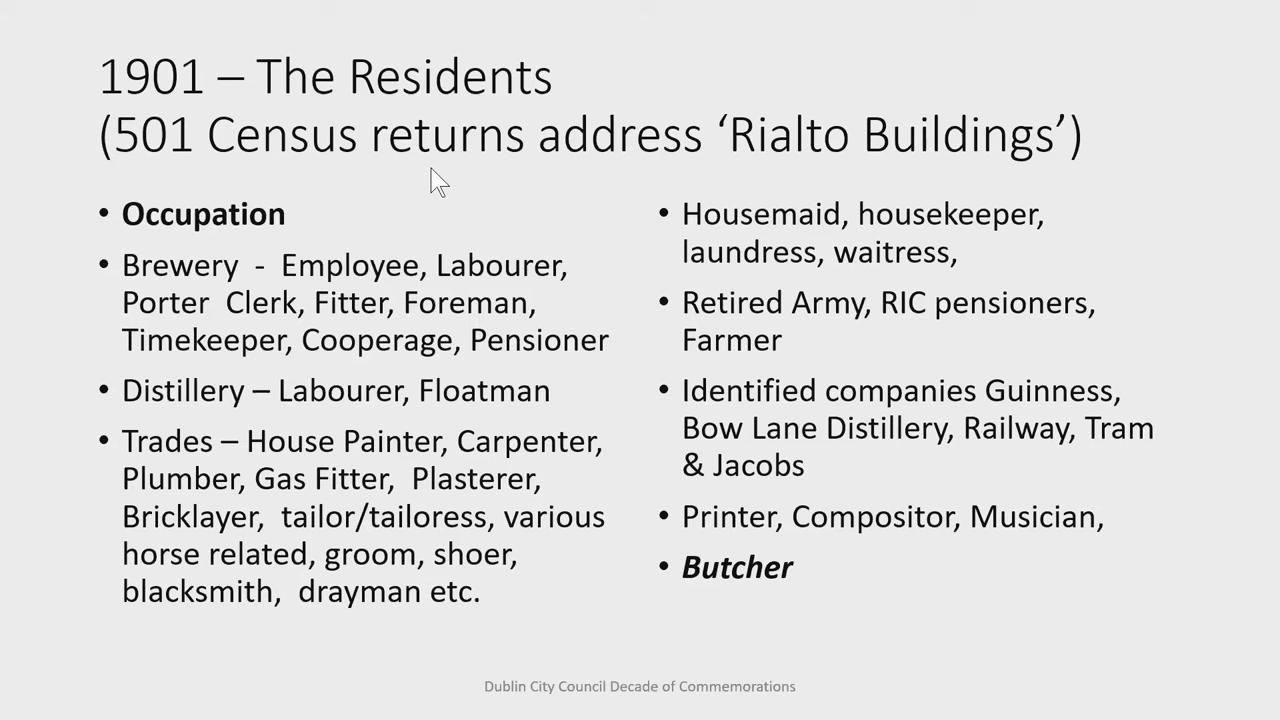 1901 – The Residents
(501 Census returns address ‘Rialto Buildings’)
• Occupation
• Brewery - Employee, Labourer,
Porter Clerk, Fitter, Foreman,
Timekeeper, Cooperage, Pensioner
• Distillery – Labourer, Floatman
• Trades – House Painter, Carpenter,
Plumber, Gas Fitter, Plasterer,
Bricklayer, tailor/tailoress, various
horse related, groom, shoer,
blacksmith, drayman etc.
• Housemaid, housekeeper,
laundress, waitress,
• Retired Army, RIC pensioners,
Farmer
• Identified companies Guinness,
Bow Lane Distillery, Railway, Tram
& Jacobs
• Printer, Compositor, Musician,
• Butcher
Dublin City Council Decade of Commemorations